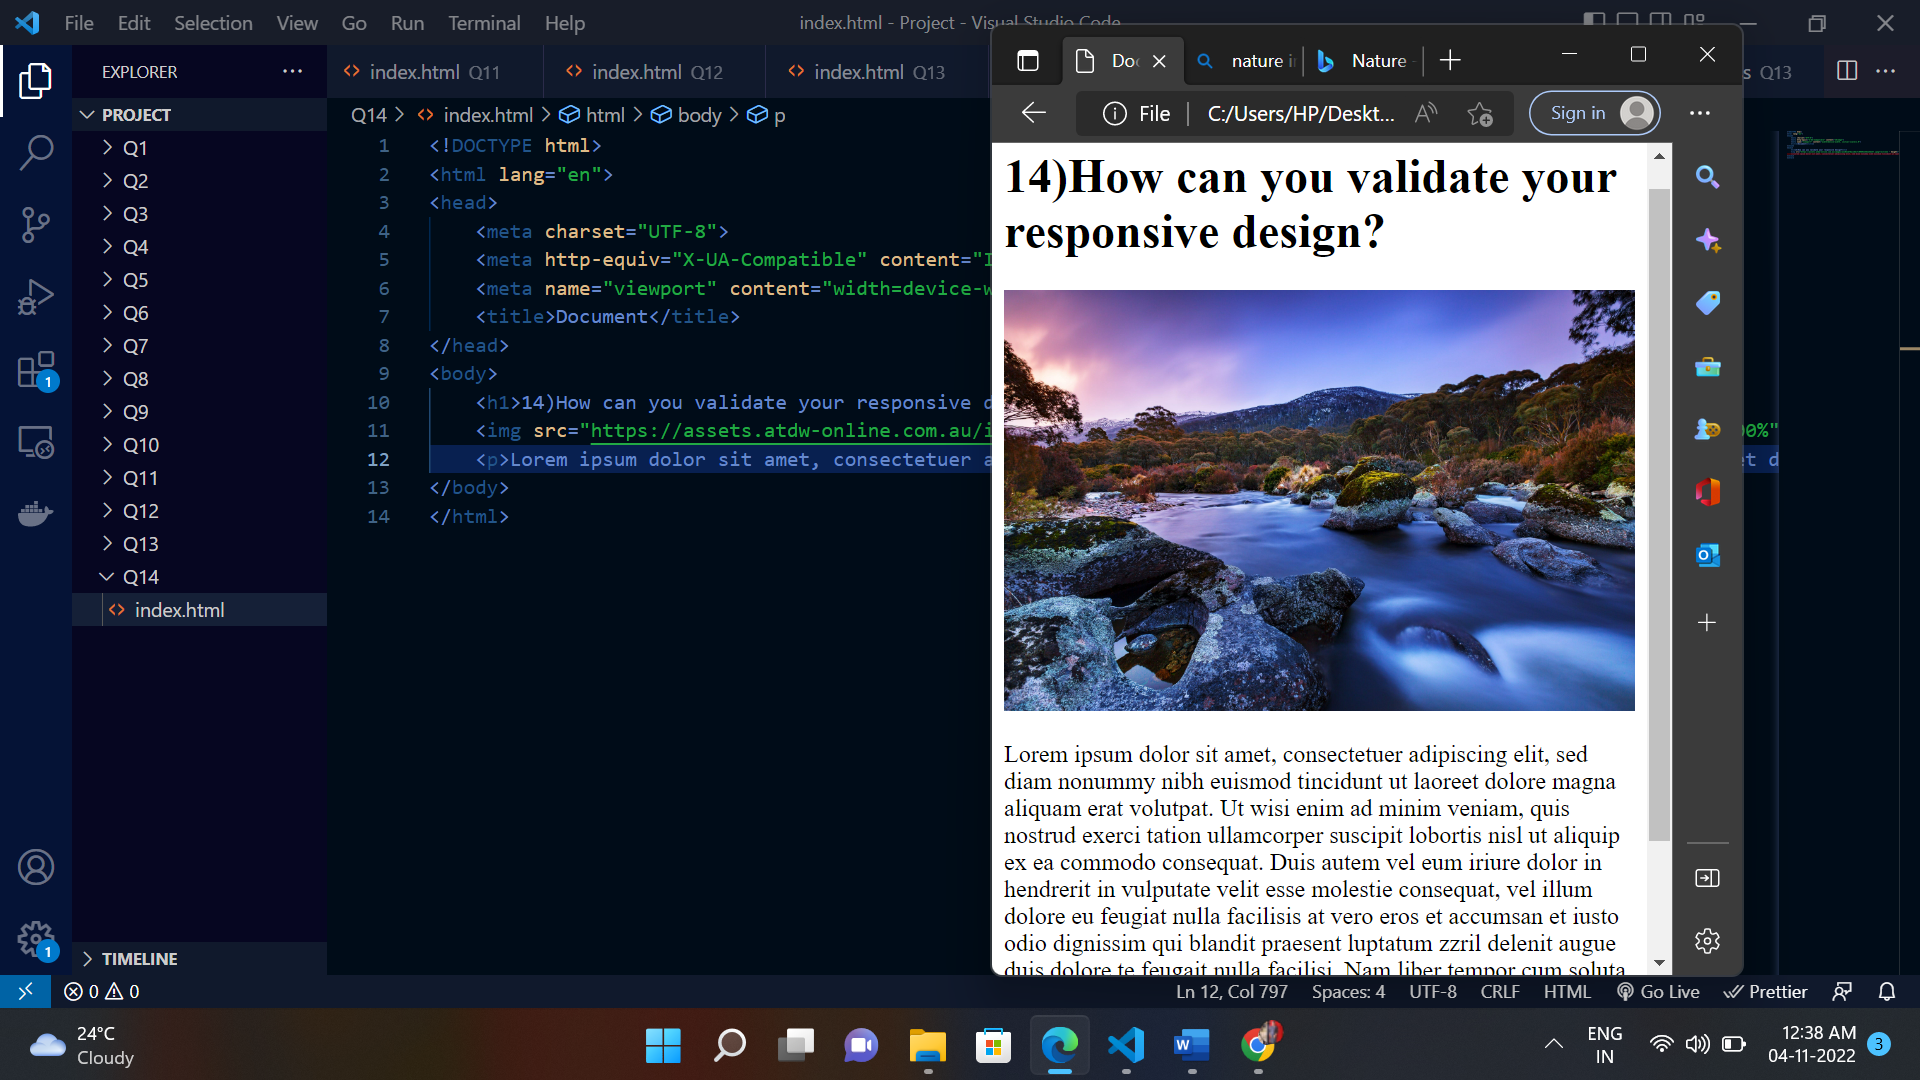 File Edit Selection View Go Run Terminal Help
index.html - Project - Visual Studio Code
EXPLORER
PROJECT
Q1
Q2
Q3
Q4
Q5
Q6
Q7
Q8
Q9
Q10
Q11
Q12
Q13
Q14
index.html
TIMELINE
1
1
index.html Q11
index.html Q12
index.html Q13
s Q13
Q14 > index.html > html > body > p
1 <!DOCTYPE html>
2 <html lang="en">
3 <head>
4 <meta charset="UTF-8">
5 <meta http-equiv="X-UA-Compatible" content="I
6 <meta name="viewport" content="width=device-w
7 <title>Document</title>
8 </head>
9 <body>
10 <h1>14)How can you validate your responsive d
11 <img src="https://assets.atdw-online.com.au/i
00%"
12 <p>Lorem ipsum dolor sit amet, consectetuer a
et d
13 </body>
14 </html>
Doc
nature i
Nature
File
C:/Users/HP/Deskt...
Sign in
14)How can you validate your
responsive design?
Lorem ipsum dolor sit amet, consectetuer adipiscing elit, sed
diam nonummy nibh euismod tincidunt ut laoreet dolore magna
aliquam erat volutpat. Ut wisi enim ad minim veniam, quis
nostrud exerci tation ullamcorper suscipit lobortis nisl ut aliquip
ex ea commodo consequat. Duis autem vel eum iriure dolor in
hendrerit in vulputate velit esse molestie consequat, vel illum
dolore eu feugiat nulla facilisis at vero eros et accumsan et iusto
odio dignissim qui blandit praesent luptatum zzril delenit augue
duis dolore te feugait nulla facilisi. Nam liber tempor cum soluta
0 0
Ln 12, Col 797 Spaces: 4 UTF-8 CRLF HTML Go Live Prettier
24°C
Cloudy
ENG
IN
12:38 AM
04-11-2022
3